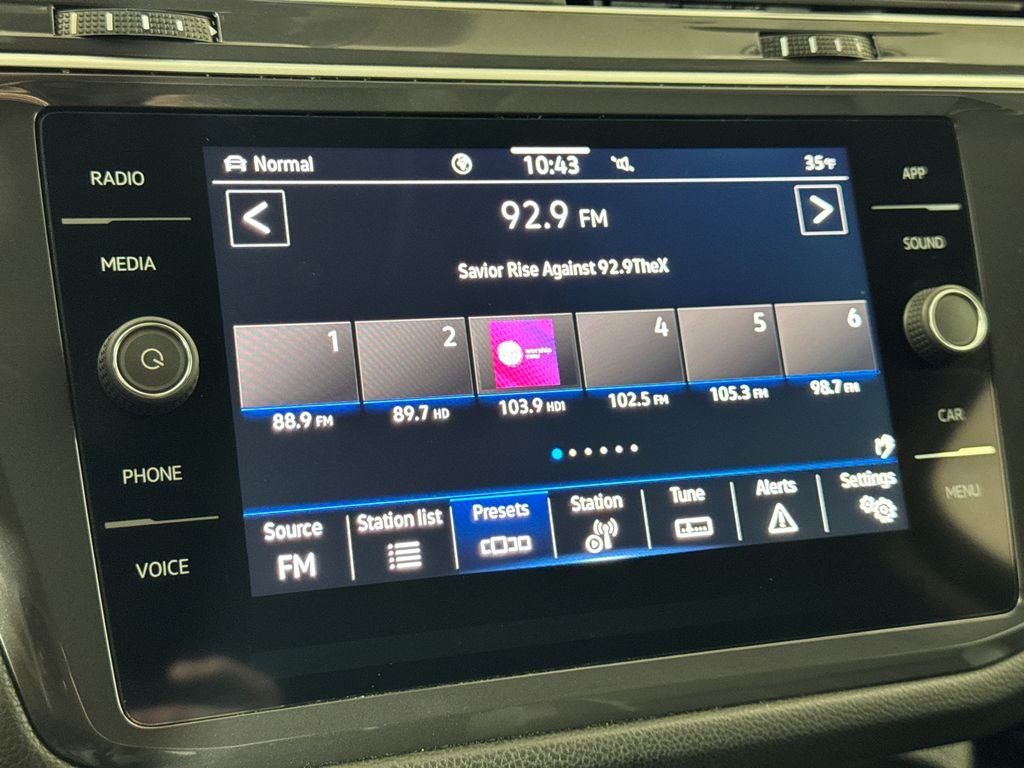 RADIO
MEDIA
PHONE
VOICE
Normal
10:43
35°F
<
92.9 FM
>
Savior Rise Against 92.9TheX
1
2
worship
now
4
5
6
88.9 FM
89.7 HD
103.9 HD1
102.5 FM
105.3 FM
98.7 FM
Source
FM
Station list
Presets
Station
Tune
Alerts
Settings
APP
SOUND
CAR
MENU